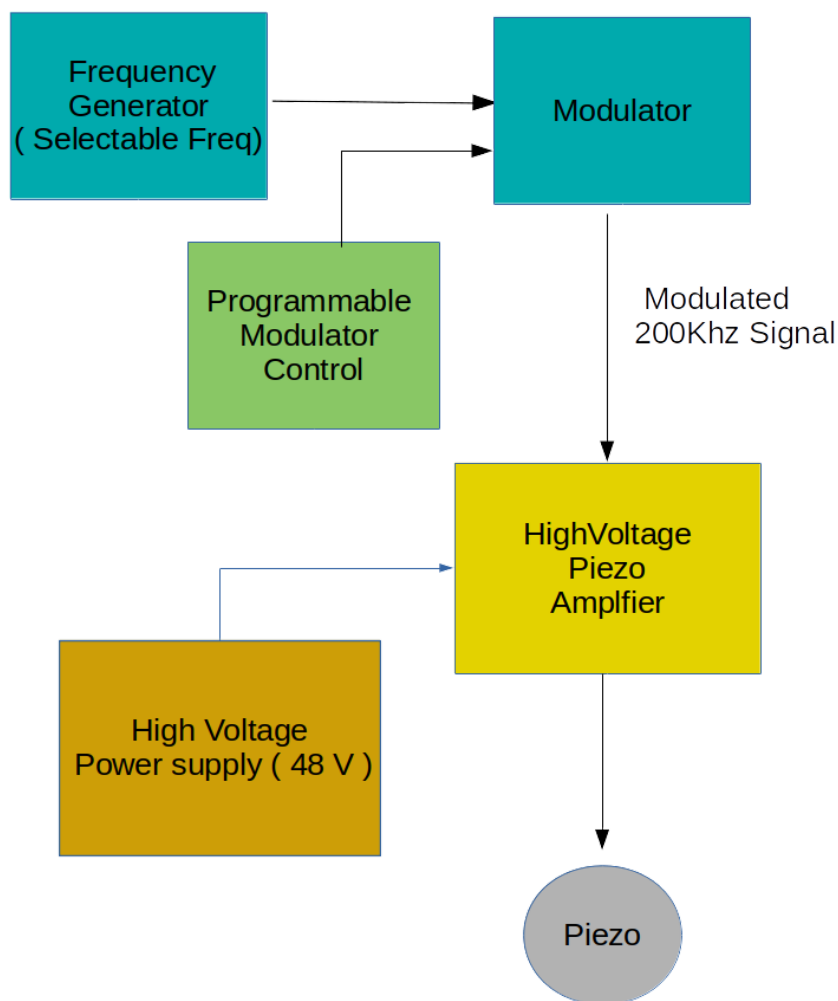 Frequency
Generator
( Selectable Freq)
Modulator
Programmable
Modulator
Control
Modulated
200Khz Signal
HighVoltage
Piezo
Amplfier
High Voltage
Power supply ( 48 V )
Piezo